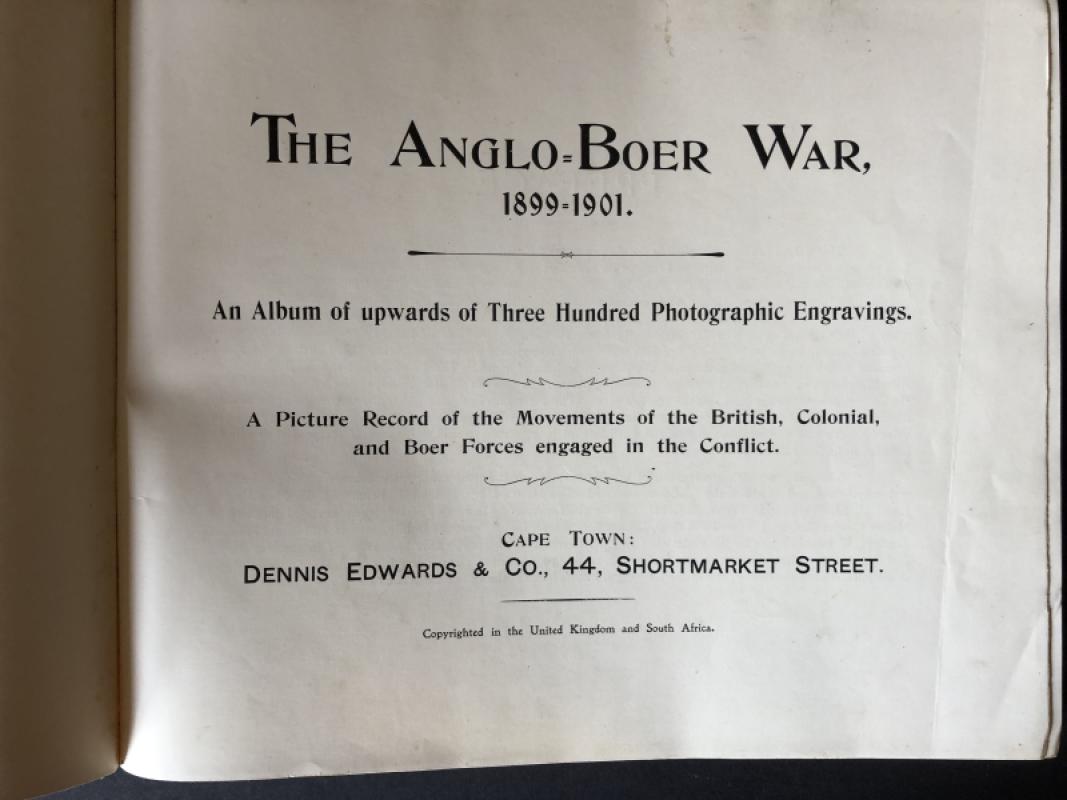 The Anglo=Boer War,
1899=1901.
An Album of upwards of Three Hundred Photographic Engravings.
A Picture Record of the Movements of the British, Colonial,
and Boer Forces engaged in the Conflict.
Cape Town:
Dennis Edwards & Co., 44, Shortmarket Street.
Copyrighted in the United Kingdom and South Africa.